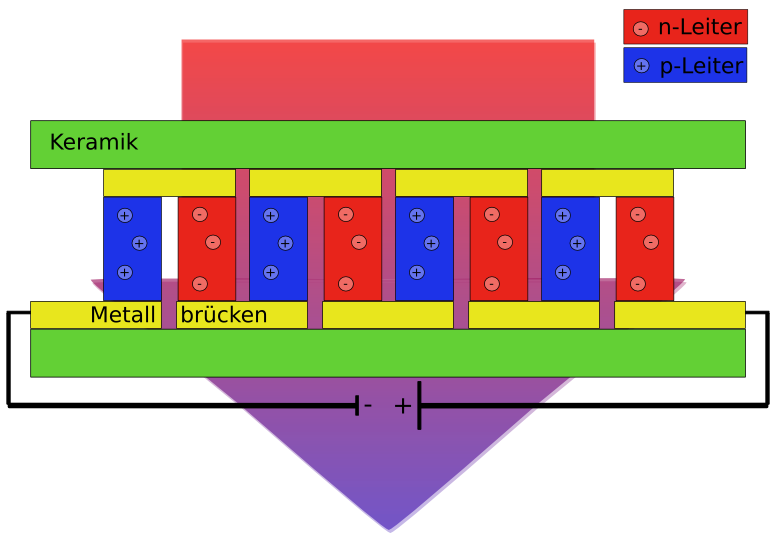 - n-Leiter
+ p-Leiter
Keramik
+ - + - + - + -
+ - + - + - + -
+ - + - + - + -
Metall brücken
- +